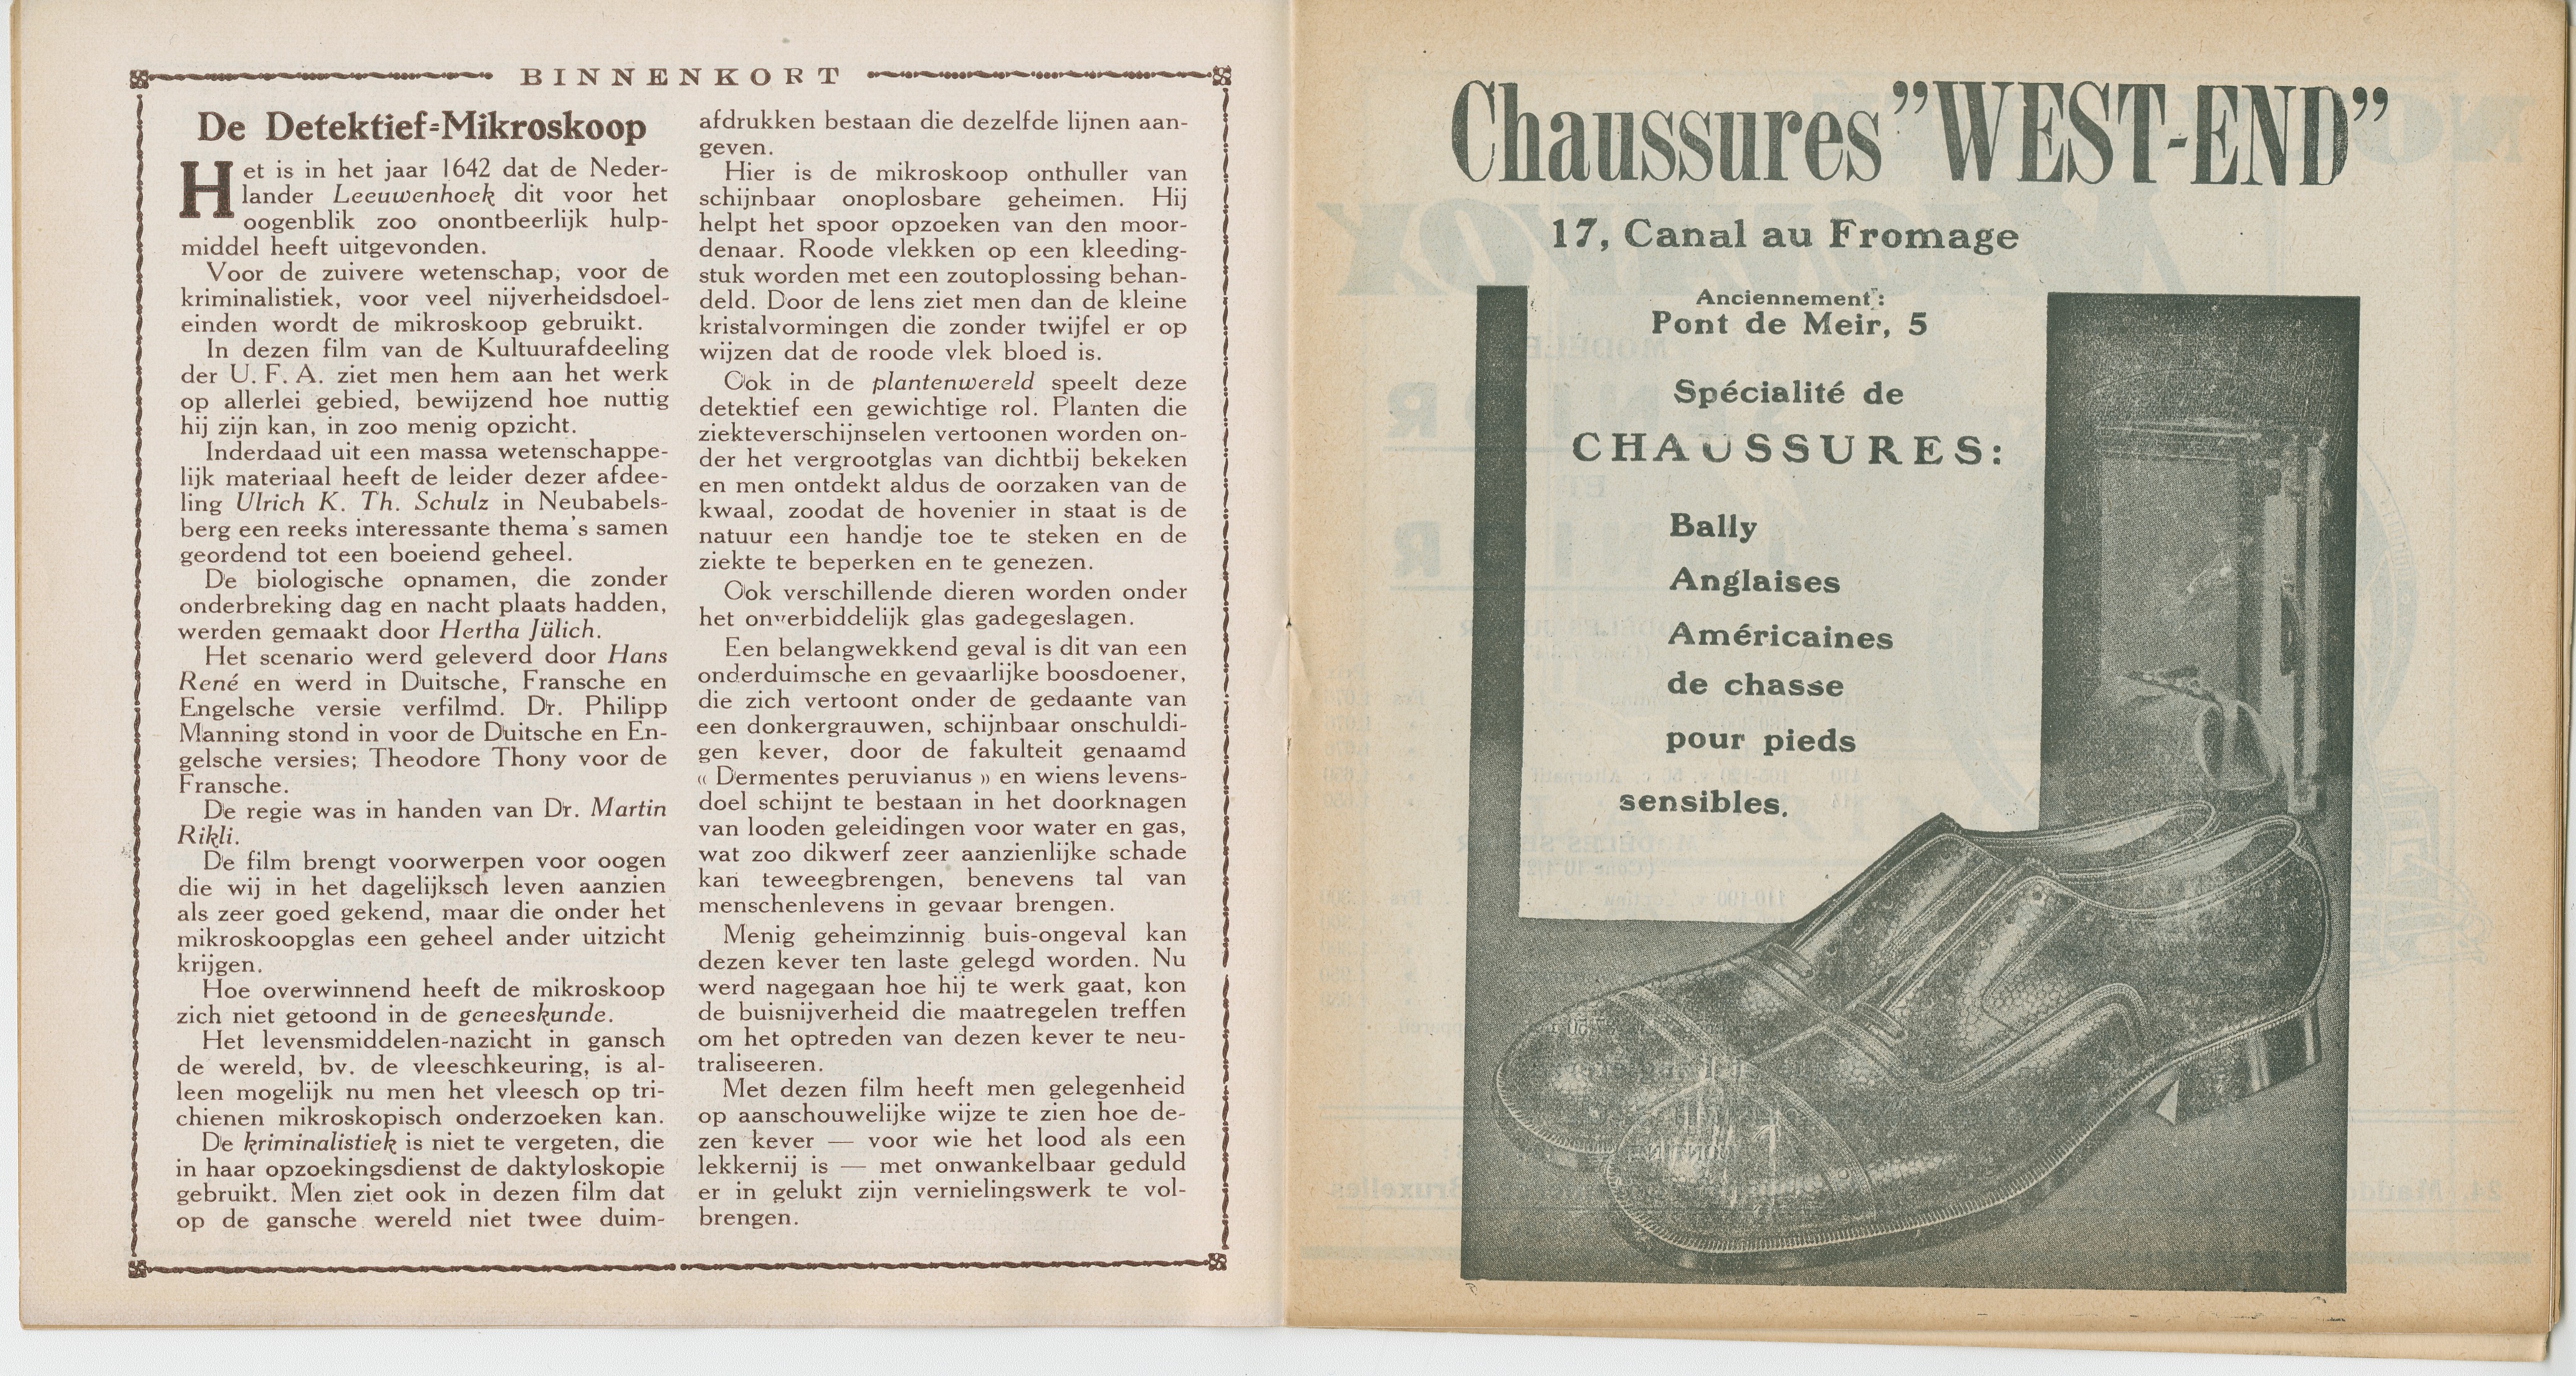 BINNENKORT
De Detektief-Mikroskoop
Het is in het jaar 1642 dat de Neder-
lander Leeuwenhoek dit voor het
oogenblik zoo onontbeerlijk hulp-
middel heeft uitgevonden.
Voor de zuivere wetenschap, voor de
kriminalistiek, voor veel nijverheidsdoel-
einden wordt de mikroskoop gebruikt.
In dezen film van de Kultuurafdeeling
der U. F. A. ziet men hem aan het werk
op allerlei gebied, bewijzend hoe nuttig
hij zijn kan, in zoo menig opzicht.
Inderdaad uit een massa wetenschappe-
lijk materiaal heeft de leider dezer afdee-
ling Ulrich K. Th. Schulz in Neubabels-
berg een reeks interessante thema's samen
geordend tot een boeiend geheel.
De biologische opnamen, die zonder
onderbreking dag en nacht plaats hadden,
werden gemaakt door Hertha Jülich.
Het scenario werd geleverd door Hans
René en werd in Duitsche, Fransche en
Engelsche versie verfilmd. Dr. Philipp
Manning stond in voor de Duitsche en En-
gelsche versies; Theodore Thony voor de
Fransche.
De regie was in handen van Dr. Martin
Rikli.
De film brengt voorwerpen voor oogen
die wij in het dagelijksch leven aanzien
als zeer goed gekend, maar die onder het
mikroskoopglas een geheel ander uitzicht
krijgen.
Hoe overwinnend heeft de mikroskoop
zich niet getoond in de geneeskunde.
Het levensmiddelen-nazicht in gansch
de wereld, bv. de vleeschkeuring, is al-
leen mogelijk nu men het vleesch op tri-
chienen mikroskopisch onderzoeken kan.
De kriminalistiek is niet te vergeten, die
in haar opzoekingsdienst de daktyloskopie
gebruikt. Men ziet ook in dezen film dat
op de gansche wereld niet twee duim-
afdrukken bestaan die dezelfde lijnen aan-
geven.
Hier is de mikroskoop onthuller van
schijnbaar onoplosbare geheimen. Hij
helpt het spoor opzoeken van den moor-
denaar. Roode vlekken op een kleeding-
stuk worden met een zoutoplossing behan-
deld. Door de lens ziet men dan de kleine
kristalvormingen die zonder twijfel er op
wijzen dat de roode vlek bloed is.
Ook in de plantenwereld speelt deze
detektief een gewichtige rol. Planten die
ziekteverschijnselen vertoonen worden on-
der het vergrootglas van dichtbij bekeken
en men ontdekt aldus de oorzaken van de
kwaal, zoodat de hovenier in staat is de
natuur een handje toe te steken en de
ziekte te beperken en te genezen.
Ook verschillende dieren worden onder
het onverbiddelijk glas gadegeslagen.
Een belangwekkend geval is dit van een
onderduimsche en gevaarlijke boosdoener,
die zich vertoont onder de gedaante van
een donkergrauwen, schijnbaar onschuldi-
gen kever, door de fakulteit genaamd
« Dermentes peruvianus » en wiens levens-
doel schijnt te bestaan in het doorknagen
van looden geleidingen voor water en gas,
wat zoo dikwerf zeer aanzienlijke schade
kan teweegbrengen, benevens tal van
menschenlevens in gevaar brengen.
Menig geheimzinnig buis-ongeval kan
dezen kever ten laste gelegd worden. Nu
werd nagegaan hoe hij te werk gaat, kon
de buisnijverheid die maatregelen treffen
om het optreden van dezen kever te neu-
traliseeren.
Met dezen film heeft men gelegenheid
op aanschouwelijke wijze te zien hoe de-
zen kever — voor wie het lood als een
lekkernij is — met onwankelbaar geduld
er in gelukt zijn vernielingswerk te vol-
brengen.
Chaussures "WEST-END"
17, Canal au Fromage
Anciennement :
Pont de Meir, 5
Spécialité de
CHAUSSURES:
Bally
Anglaises
Américaines
de chasse
pour pieds
sensibles.